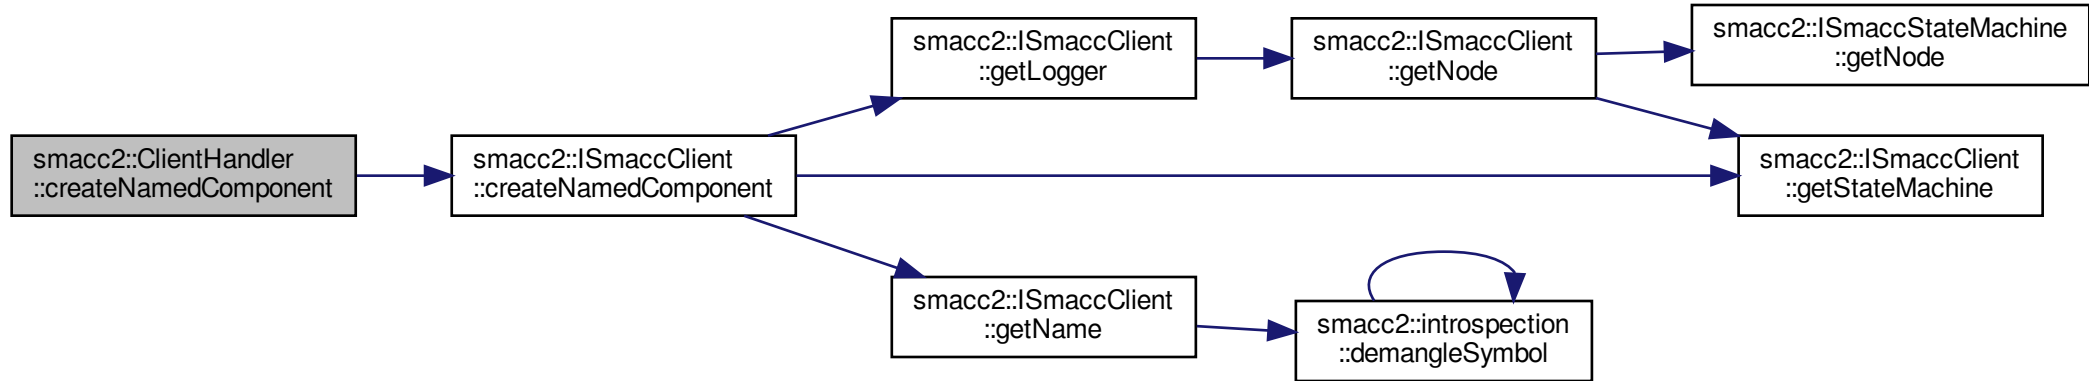 smacc2::ClientHandler
::createNamedComponent
smacc2::ISmaccClient
::createNamedComponent
smacc2::ISmaccClient
::getLogger
smacc2::ISmaccClient
::getNode
smacc2::ISmaccStateMachine
::getNode
smacc2::ISmaccClient
::getStateMachine
smacc2::ISmaccClient
::getName
smacc2::introspection
::demangleSymbol